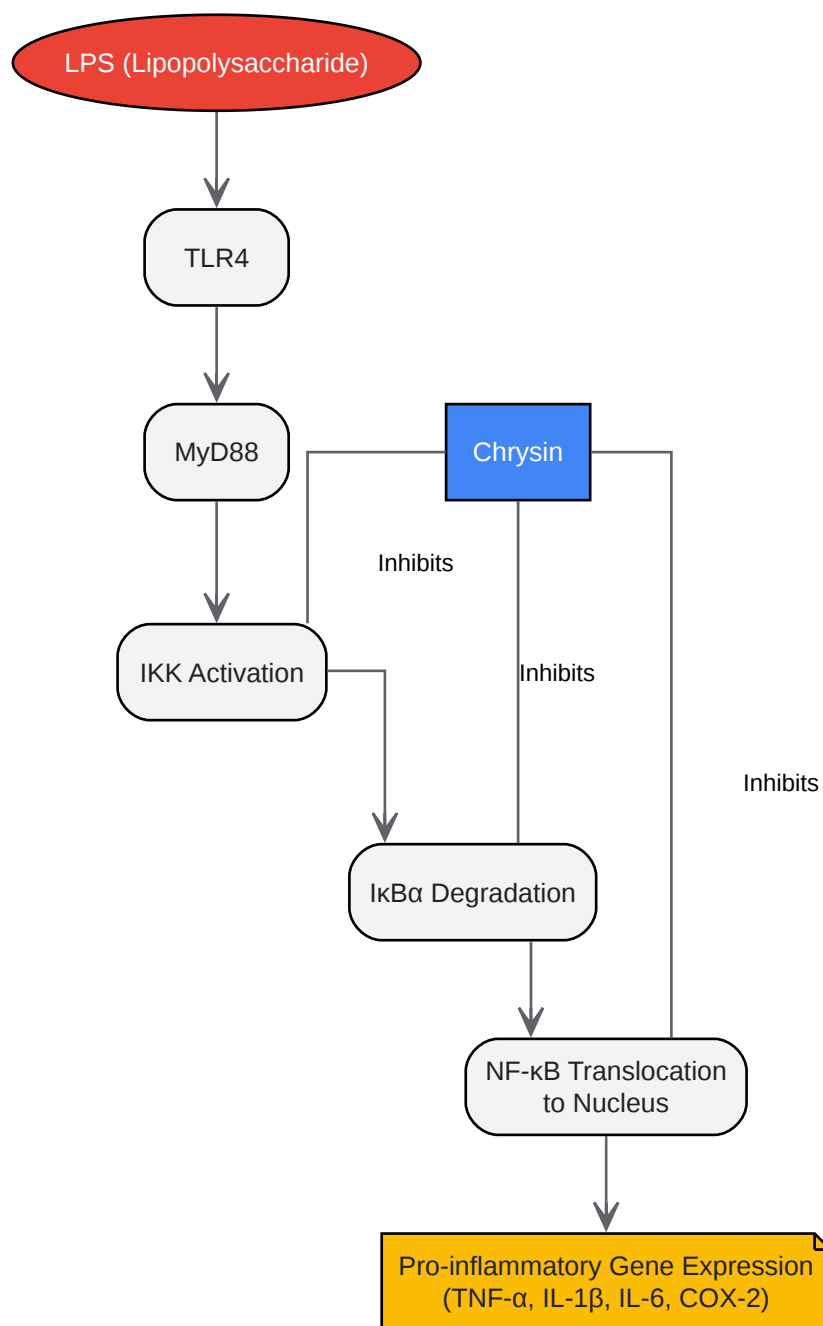 LPS (Lipopolysaccharide)
TLR4
MyD88
Chrysin
Inhibits
IKK Activation
Inhibits
Inhibits
IκBα Degradation
NF-κB Translocation
to Nucleus
Pro-inflammatory Gene Expression
(TNF-α, IL-1β, IL-6, COX-2)